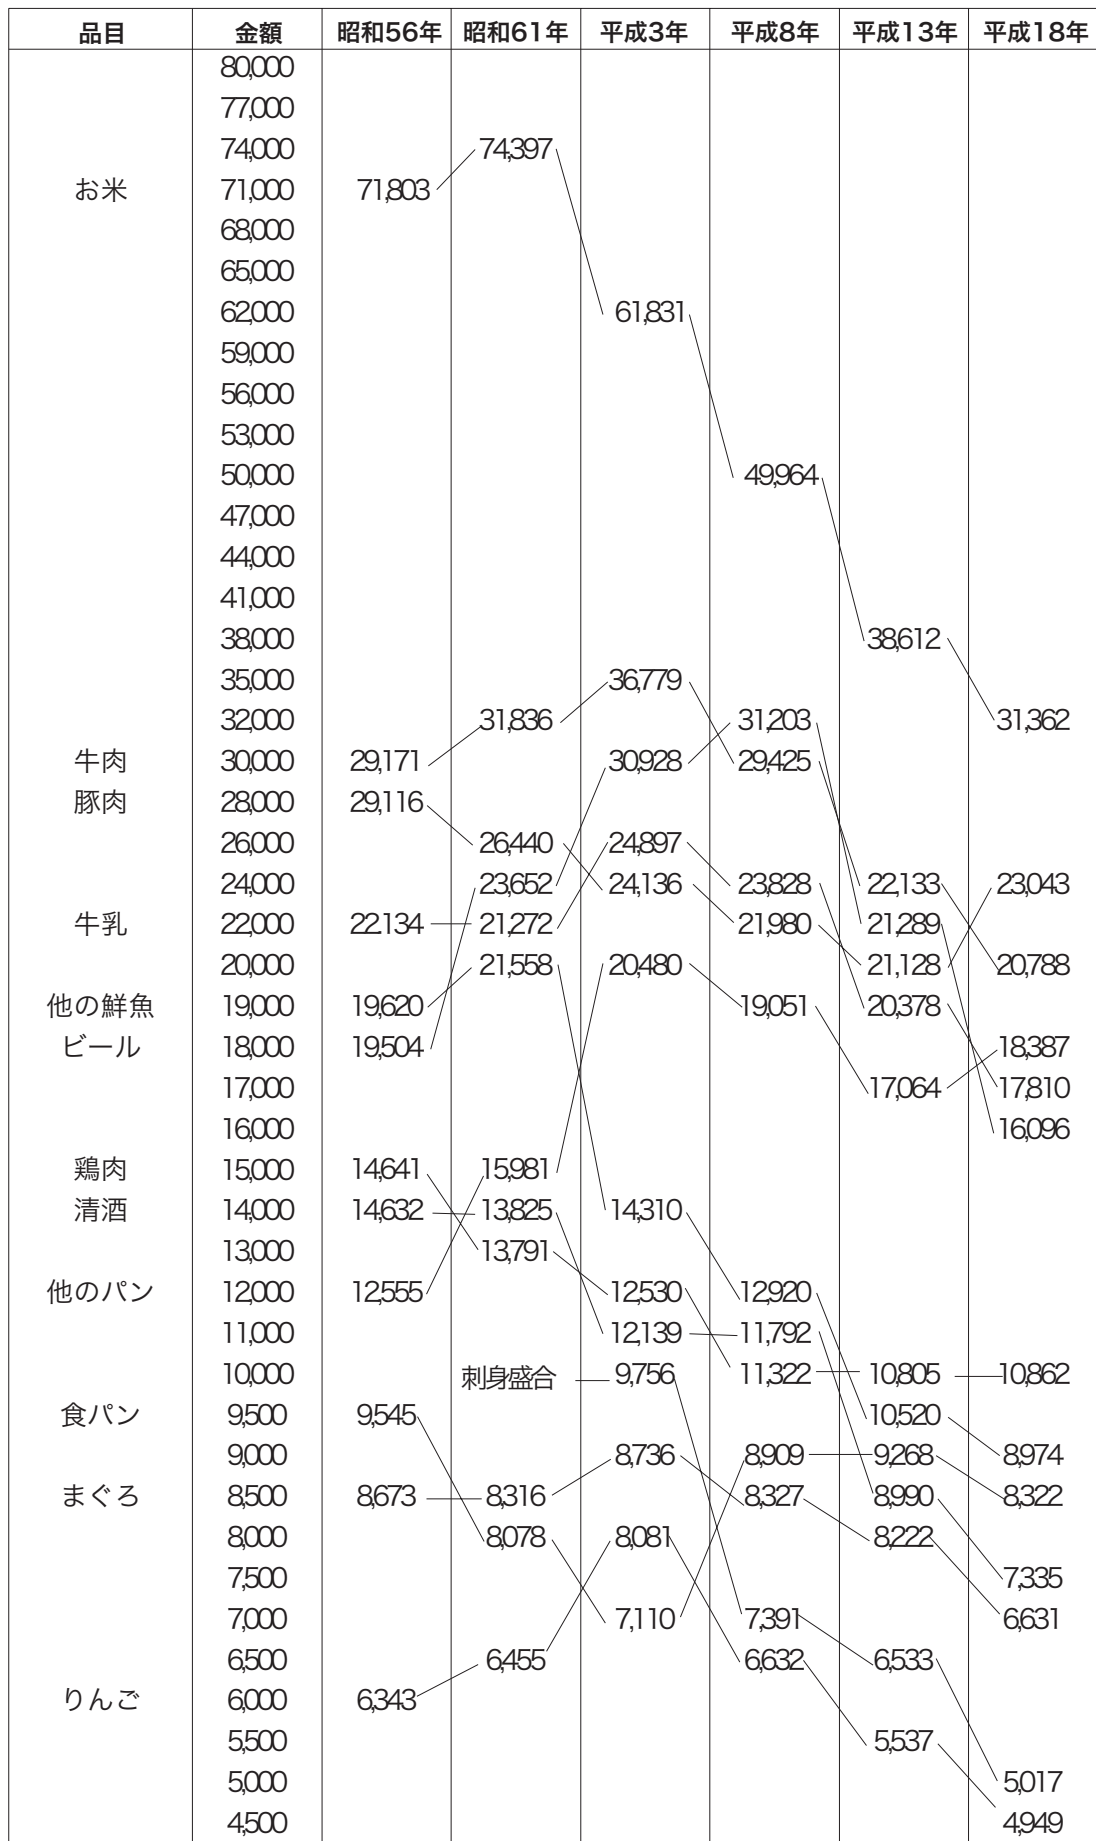 品目 金額 昭和56年 昭和61年 平成3年 平成8年 平成13年 平成18年
80,000
77,000
74,000 74,397
お米 71,000 71,803
68,000
65,000
62,000 61,831
59,000
56,000
53,000
50,000 49,964
47,000
44,000
41,000
38,000 38,612
35,000 36,779
32,000 31,836 31,203 31,362
牛肉 30,000 29,171 30,928 29,425
豚肉 28,000 29,116
26,000 26,440 24,897
24,000 23,652 24,136 23,828 22,133 23,043
牛乳 22,000 22,134 21,272 21,980 21,289
20,000 21,558 20,480 21,128 20,788
他の鮮魚 19,000 19,620 19,051 20,378
ビール 18,000 19,504 18,387
17,000 17,064 17,810
16,000 16,096
鶏肉 15,000 14,641 15,981
清酒 14,000 14,632 13,825 14,310
13,000 13,791
他のパン 12,000 12,555 12,530 12,920
11,000 12,139 11,792
10,000 刺身盛合 9,756 11,322 10,805 10,862
食パン 9,500 9,545 10,520
9,000 8,736 8,909 9,268 8,974
まぐろ 8,500 8,673 8,316 8,327 8,990 8,322
8,000 8,078 8,081 8,222
7,500 7,335
7,000 7,110 7,391 6,631
6,500 6,455 6,632 6,533
りんご 6,000 6,343
5,500 5,537
5,000 5,017
4,500 4,949